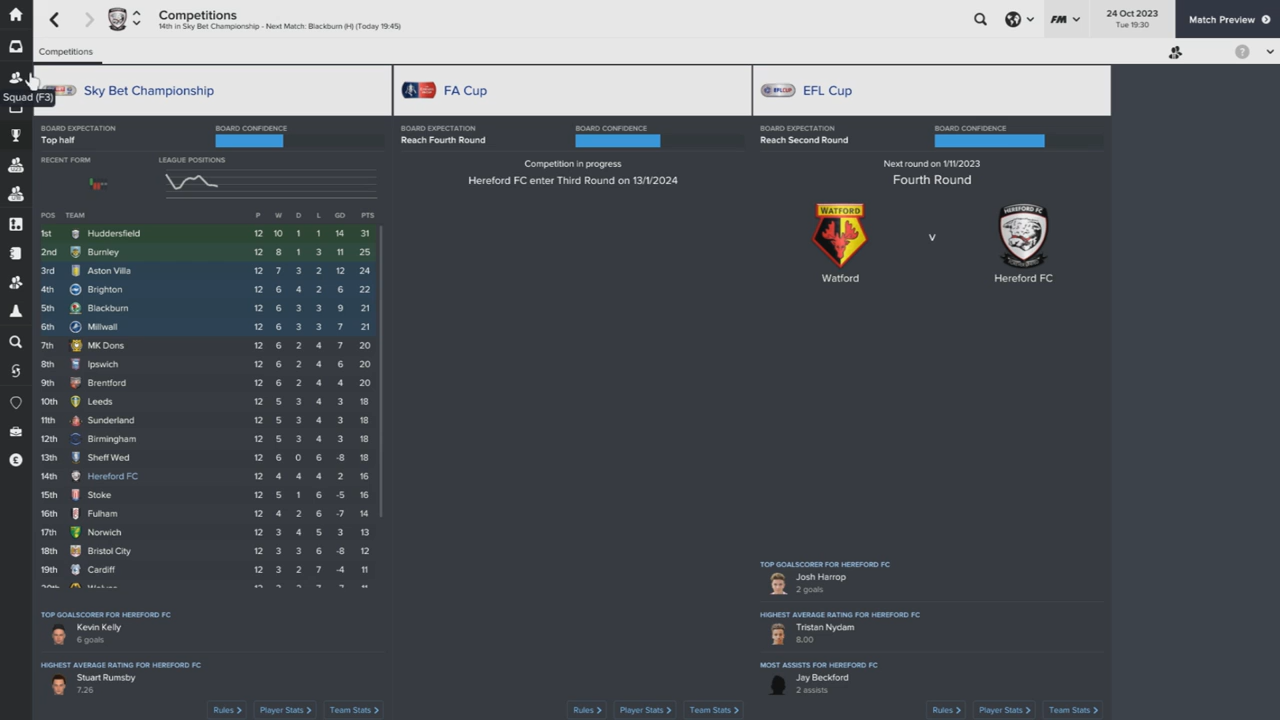 Competitions
14th in Sky Bet Championship - Next Match: Blackburn (H) (Today 19:45)
FM
24 Oct 2023
Tue 19:30
Match Preview
Competitions
?
Squad (F3)
Sky Bet Championship
BOARD EXPECTATION
BOARD CONFIDENCE
Top half
RECENT FORM
LEAGUE POSITIONS
POS TEAM P W D L GD PTS
1st Huddersfield 12 10 1 1 14 31
2nd Burnley 12 8 1 3 11 25
3rd Aston Villa 12 7 3 2 12 24
4th Brighton 12 6 4 2 6 22
5th Blackburn 12 6 3 3 9 21
6th Millwall 12 6 3 3 7 21
7th MK Dons 12 6 2 4 7 20
8th Ipswich 12 6 2 4 6 20
9th Brentford 12 6 2 4 4 20
10th Leeds 12 5 3 4 3 18
11th Sunderland 12 5 3 4 3 18
12th Birmingham 12 5 3 4 3 18
13th Sheff Wed 12 6 0 6 -8 18
14th Hereford FC 12 4 4 4 2 16
15th Stoke 12 5 1 6 -5 16
16th Fulham 12 4 2 6 -7 14
17th Norwich 12 3 4 5 3 13
18th Bristol City 12 3 3 6 -8 12
19th Cardiff 12 3 2 7 -4 11
TOP GOALSCORER FOR HEREFORD FC
Kevin Kelly
6 goals
HIGHEST AVERAGE RATING FOR HEREFORD FC
Stuart Rumsby
7.26
Rules Player Stats Team Stats
FA Cup
BOARD EXPECTATION
BOARD CONFIDENCE
Reach Fourth Round
Competition in progress
Hereford FC enter Third Round on 13/1/2024
Rules Player Stats Team Stats
EFL CUP
EFL Cup
BOARD EXPECTATION
BOARD CONFIDENCE
Reach Second Round
Next round on 1/11/2023
Fourth Round
WATFORD
HEREFORD FC
v
Watford
Hereford FC
TOP GOALSCORER FOR HEREFORD FC
Josh Harrop
2 goals
HIGHEST AVERAGE RATING FOR HEREFORD FC
Tristan Nydam
8.00
MOST ASSISTS FOR HEREFORD FC
Jay Beckford
2 assists
Rules Player Stats Team Stats